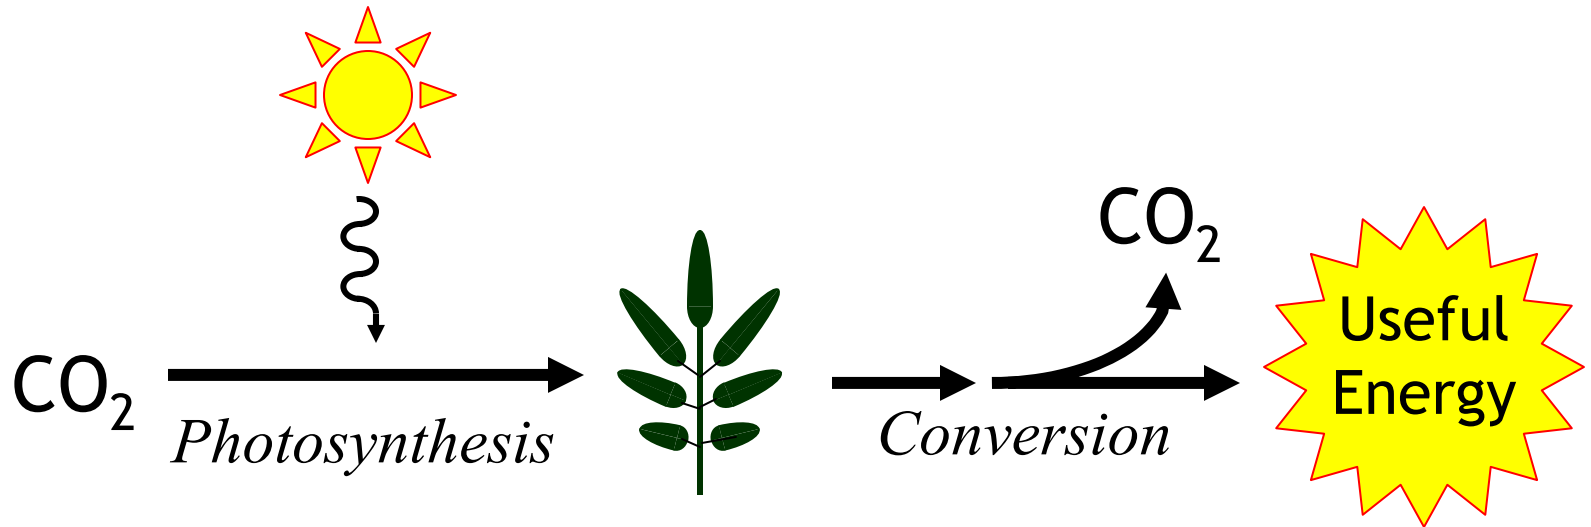 CO₂
Photosynthesis
Conversion
CO₂
Useful
Energy